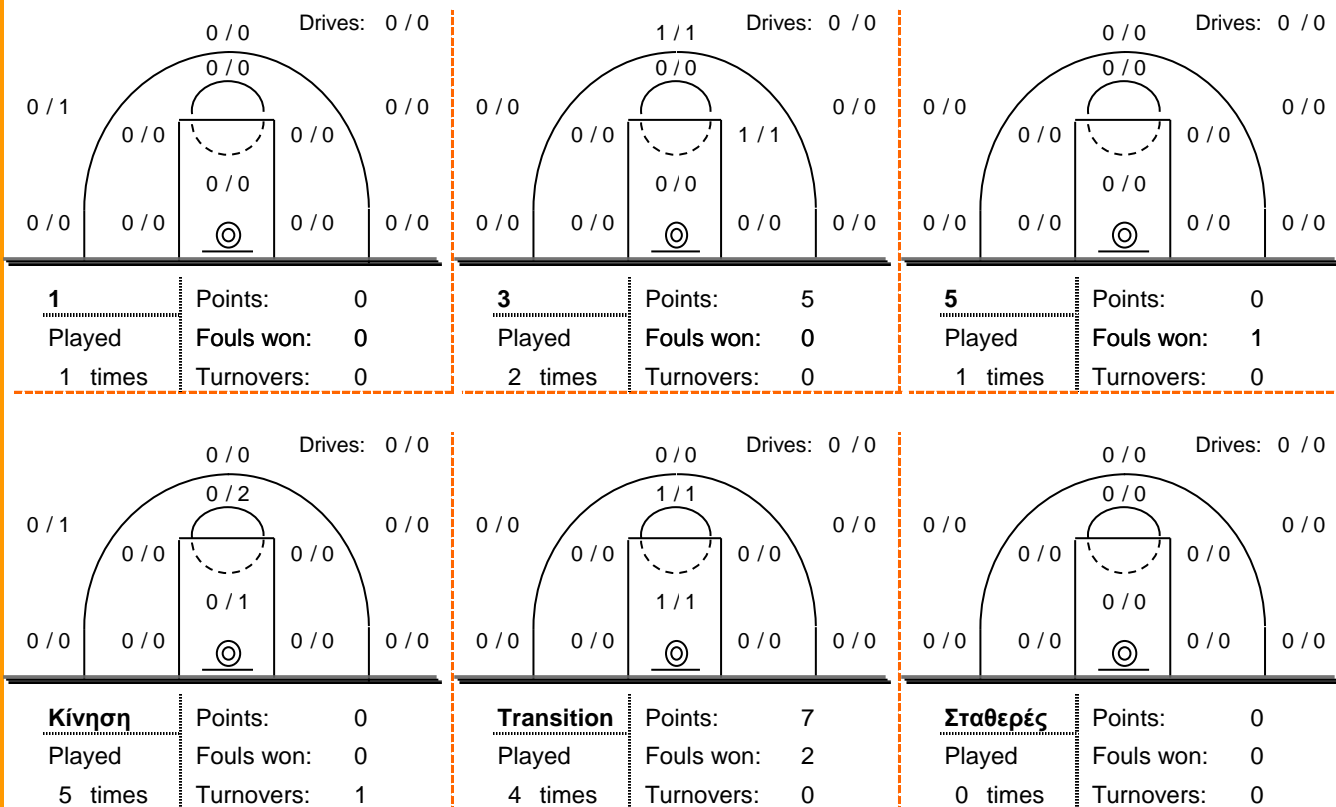 Drives: 0 / 0
0 / 0
0 / 0
0 / 1
0 / 0
0 / 0
0 / 0
0 / 0
0 / 0
0 / 0
0 / 0
0 / 0
1
Points: 0
Played
Fouls won: 0
1 times
Turnovers: 0
Drives: 0 / 0
1 / 1
0 / 0
0 / 0
0 / 0
0 / 0
1 / 1
0 / 0
0 / 0
0 / 0
0 / 0
0 / 0
3
Points: 5
Played
Fouls won: 0
2 times
Turnovers: 0
Drives: 0 / 0
0 / 0
0 / 0
0 / 0
0 / 0
0 / 0
0 / 0
0 / 0
0 / 0
0 / 0
0 / 0
0 / 0
5
Points: 0
Played
Fouls won: 1
1 times
Turnovers: 0
Drives: 0 / 0
0 / 0
0 / 2
0 / 1
0 / 0
0 / 0
0 / 0
0 / 1
0 / 0
0 / 0
0 / 0
0 / 0
Κίνηση
Points: 0
Played
Fouls won: 0
5 times
Turnovers: 1
Drives: 0 / 0
0 / 0
1 / 1
0 / 0
0 / 0
0 / 0
0 / 0
1 / 1
0 / 0
0 / 0
0 / 0
0 / 0
Transition
Points: 7
Played
Fouls won: 2
4 times
Turnovers: 0
Drives: 0 / 0
0 / 0
0 / 0
0 / 0
0 / 0
0 / 0
0 / 0
0 / 0
0 / 0
0 / 0
0 / 0
0 / 0
Σταθερές
Points: 0
Played
Fouls won: 0
0 times
Turnovers: 0